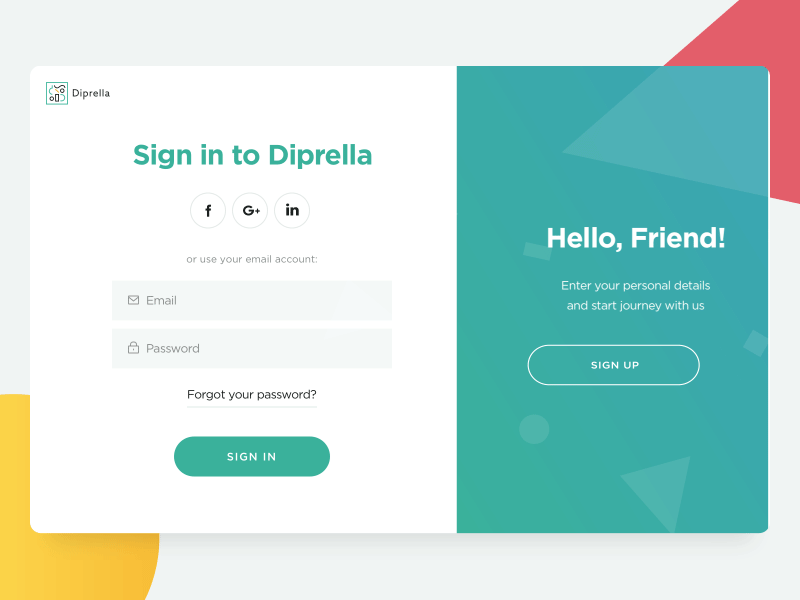 Diprella
Sign in to Diprella
f
G+
in
or use your email account:
Email
Password
Forgot your password?
SIGN IN
Hello, Friend!
Enter your personal details
and start journey with us
SIGN UP